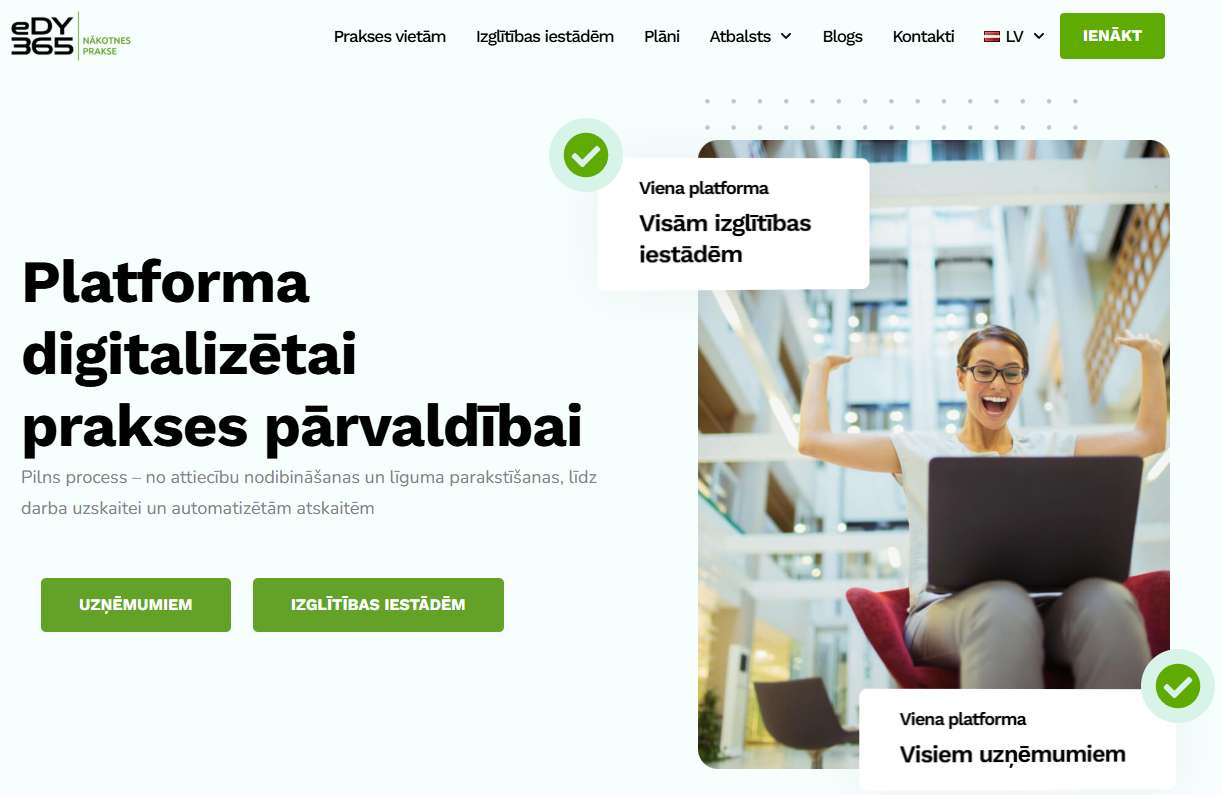 eDY
365
NĀKOTNES
PRAKSE
Prakses vietām Izglītības iestādēm Plāni Atbalsts Blogs Kontakti LV IENĀKT
Viena platforma
Visām izglītības
iestādēm
Platforma
digitalizētai
prakses pārvaldībai
Pilns process – no attiecību nodibināšanas un līguma parakstīšanas, līdz
darba uzskaitei un automatizētām atskaitēm
UZŅĒMUMIEM IZGLĪTĪBAS IESTĀDĒM
Viena platforma
Visiem uzņēmumiem